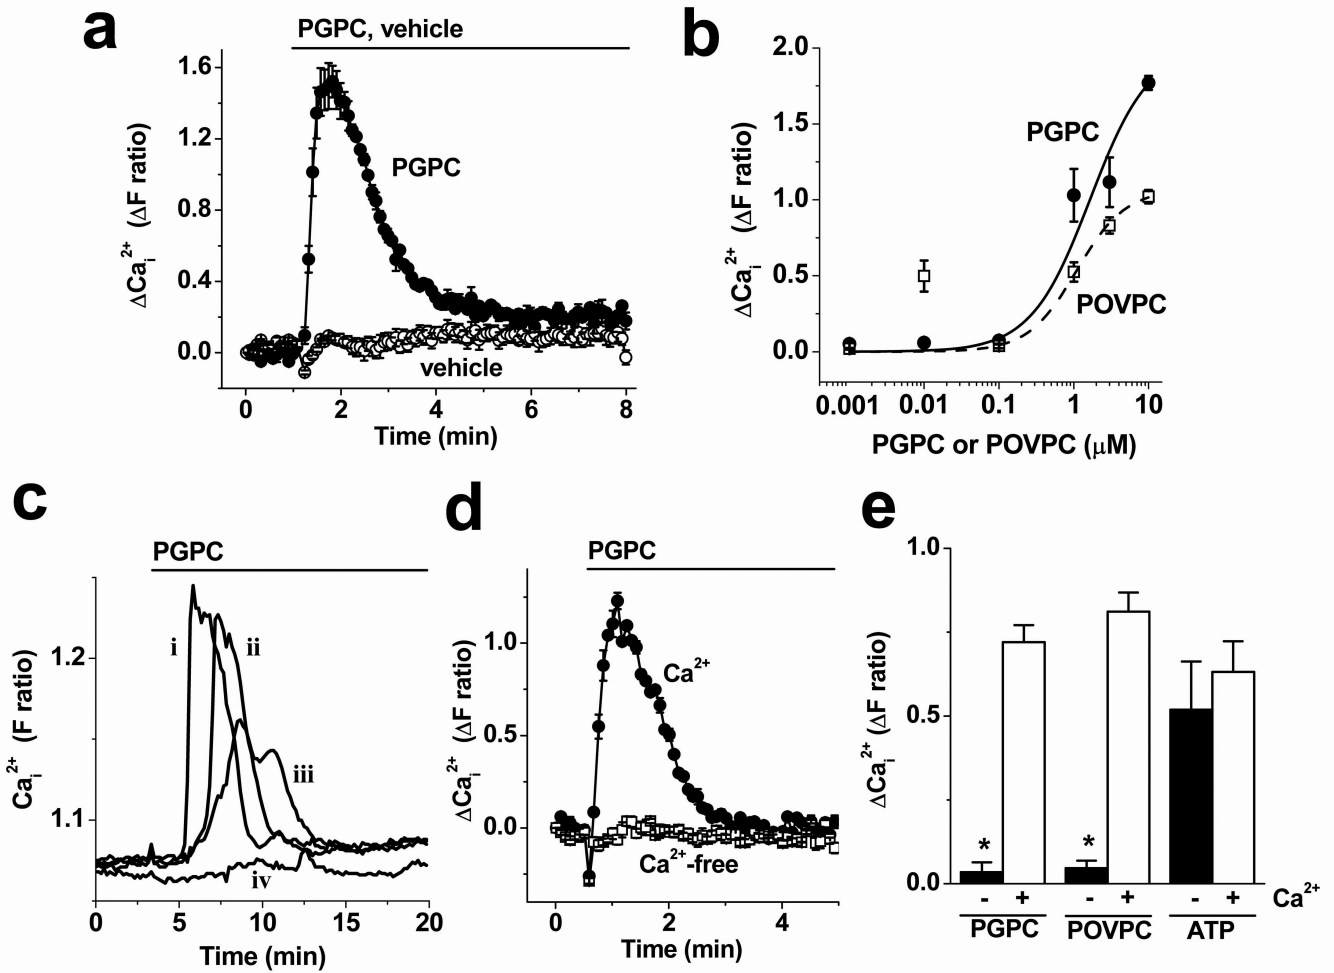 a
PGPC, vehicle
1.6
1.2
0.8
0.4
0.0
ΔCaᵢ²⁺ (ΔF ratio)
PGPC
vehicle
0 2 4 6 8
Time (min)
b
2.0
1.5
1.0
0.5
0.0
ΔCaᵢ²⁺ (ΔF ratio)
PGPC
POVPC
0.001 0.01 0.1 1 10
PGPC or POVPC (μM)
c
PGPC
1.2
1.1
Caᵢ²⁺ (F ratio)
i
ii
iii
iv
0 5 10 15 20
Time (min)
d
PGPC
1.0
0.5
0.0
ΔCaᵢ²⁺ (ΔF ratio)
Ca²⁺
Ca²⁺-free
0 2 4
Time (min)
e
1.0
0.5
0.0
ΔCaᵢ²⁺ (ΔF ratio)
* *
- + - + - + Ca²⁺
PGPC POVPC ATP